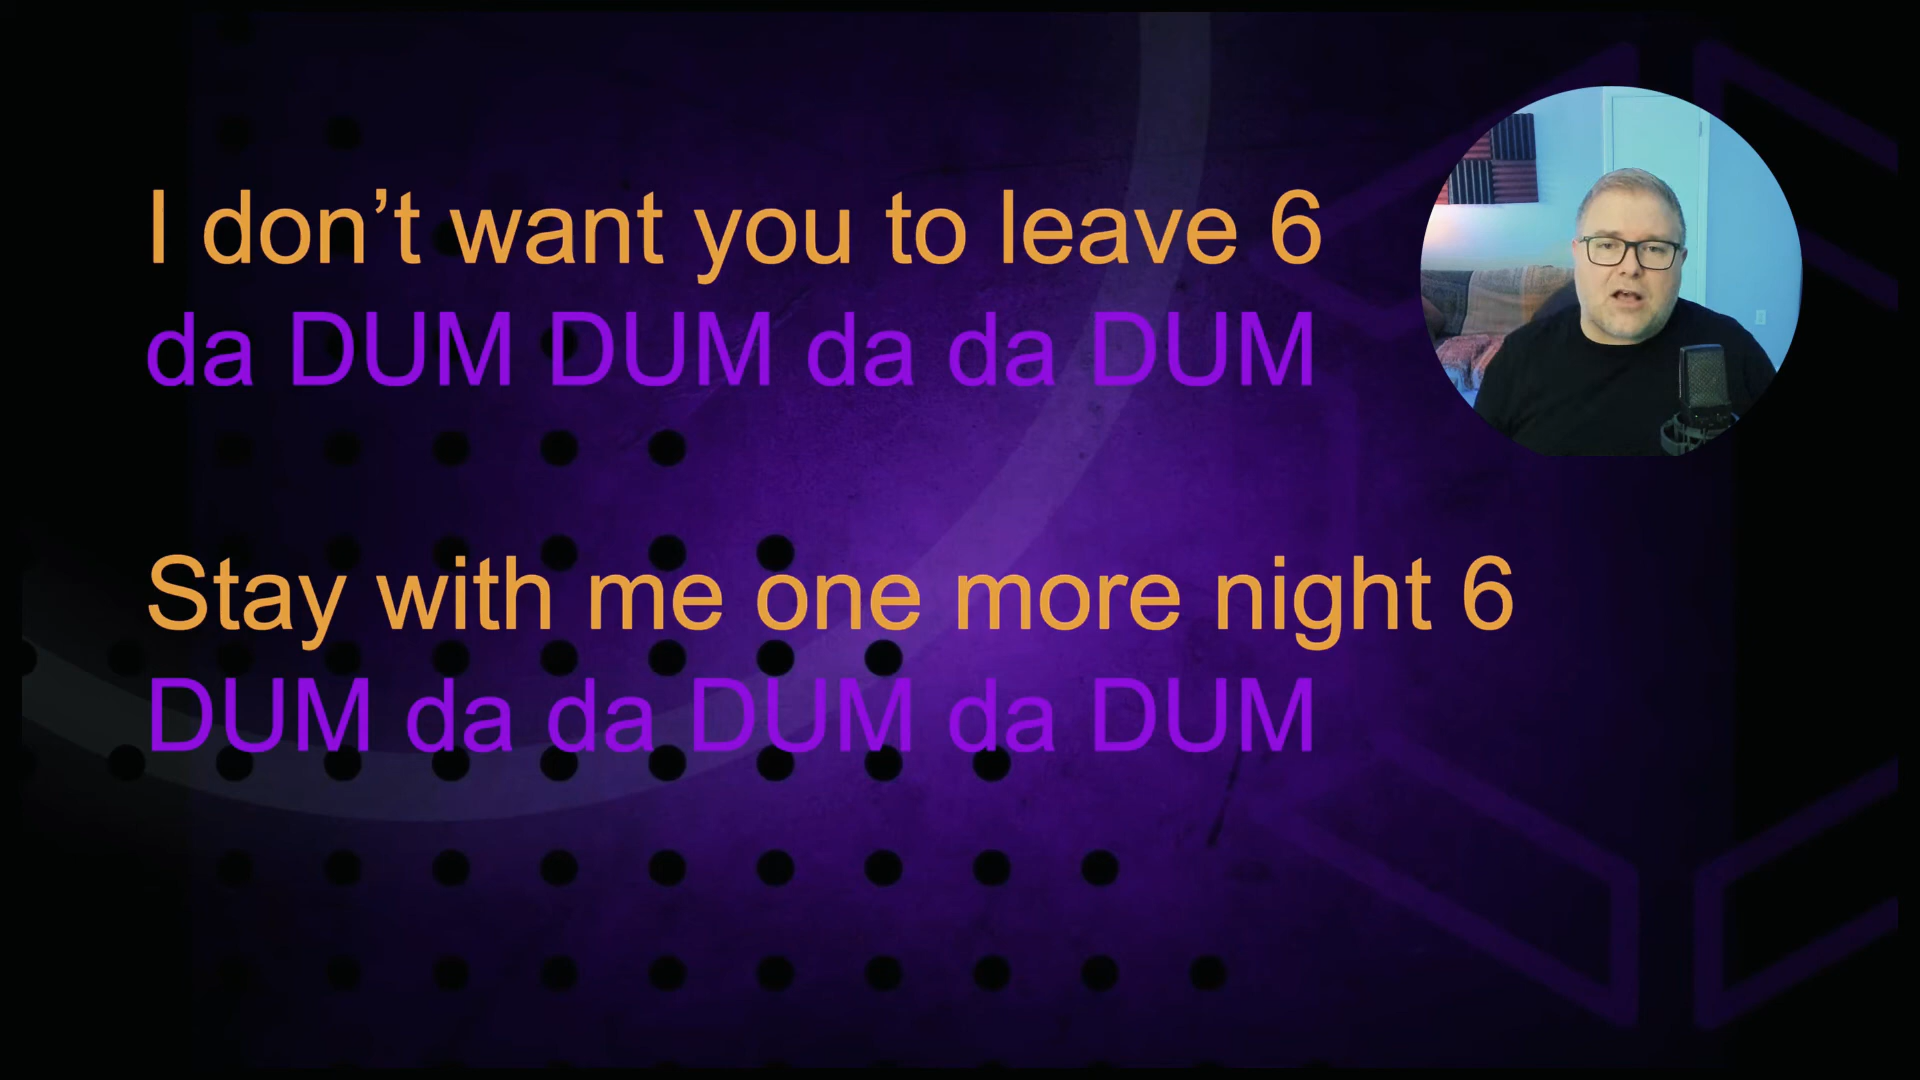 I don’t want you to leave 6
da DUM DUM da da DUM
Stay with me one more night 6
DUM da da DUM da DUM